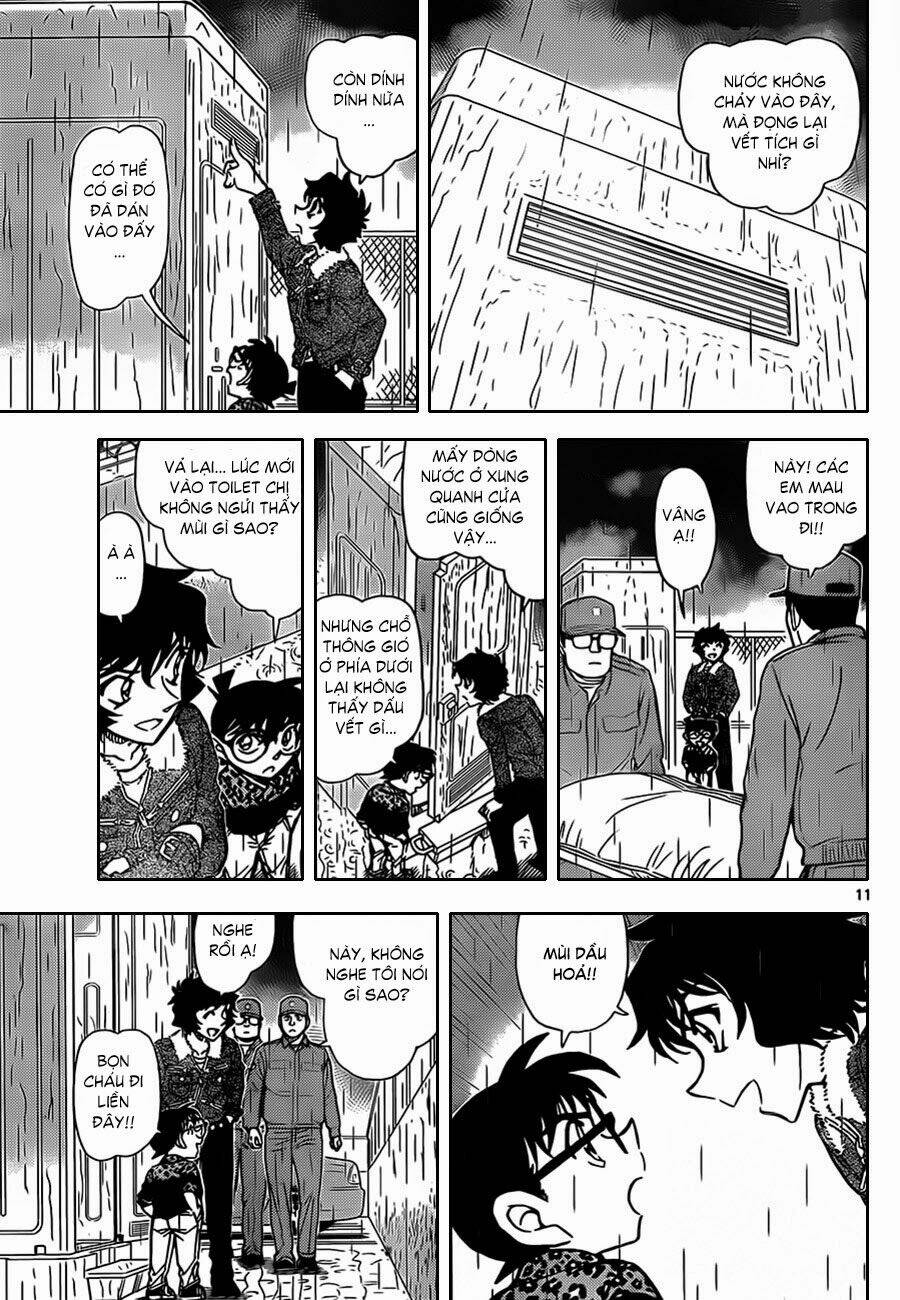 NƯỚC KHÔNG
CHẢY VÀO ĐÂY,
MÀ ĐỌNG LẠI
VẾT TÍCH GÌ
NHỈ?
CÒN DÍNH
DÍNH NỮA
...
CÓ THỂ
CÓ GÌ ĐÓ
ĐÃ DÁN
VÀO ĐẤY
...
NÀY! CÁC
EM MAU
VAO TRONG
ĐI!!
VÂNG
Ạ!!
MẤY DÒNG
NƯỚC Ở XUNG
QUANH CỬA
CŨNG GIỐNG
VẬY...
NHƯNG CHỖ
THÔNG GIÓ
Ở PHÍA DƯỚI
LẠI KHÔNG
THẤY DẤU
VẾT GÌ...
VẢ LẠI... LÚC MỚI
VÀO TOILET CHỊ
KHÔNG NGỬI THẤY
MÙI GÌ SAO?
À À
...
11
MÙI DẦU
HOẢ!!
NÀY, KHÔNG
NGHE TÔI NÓI
GÌ SAO?
NGHE
RỒI Ạ!
BỌN
CHÁU ĐI
LIỀN
ĐÂY!!